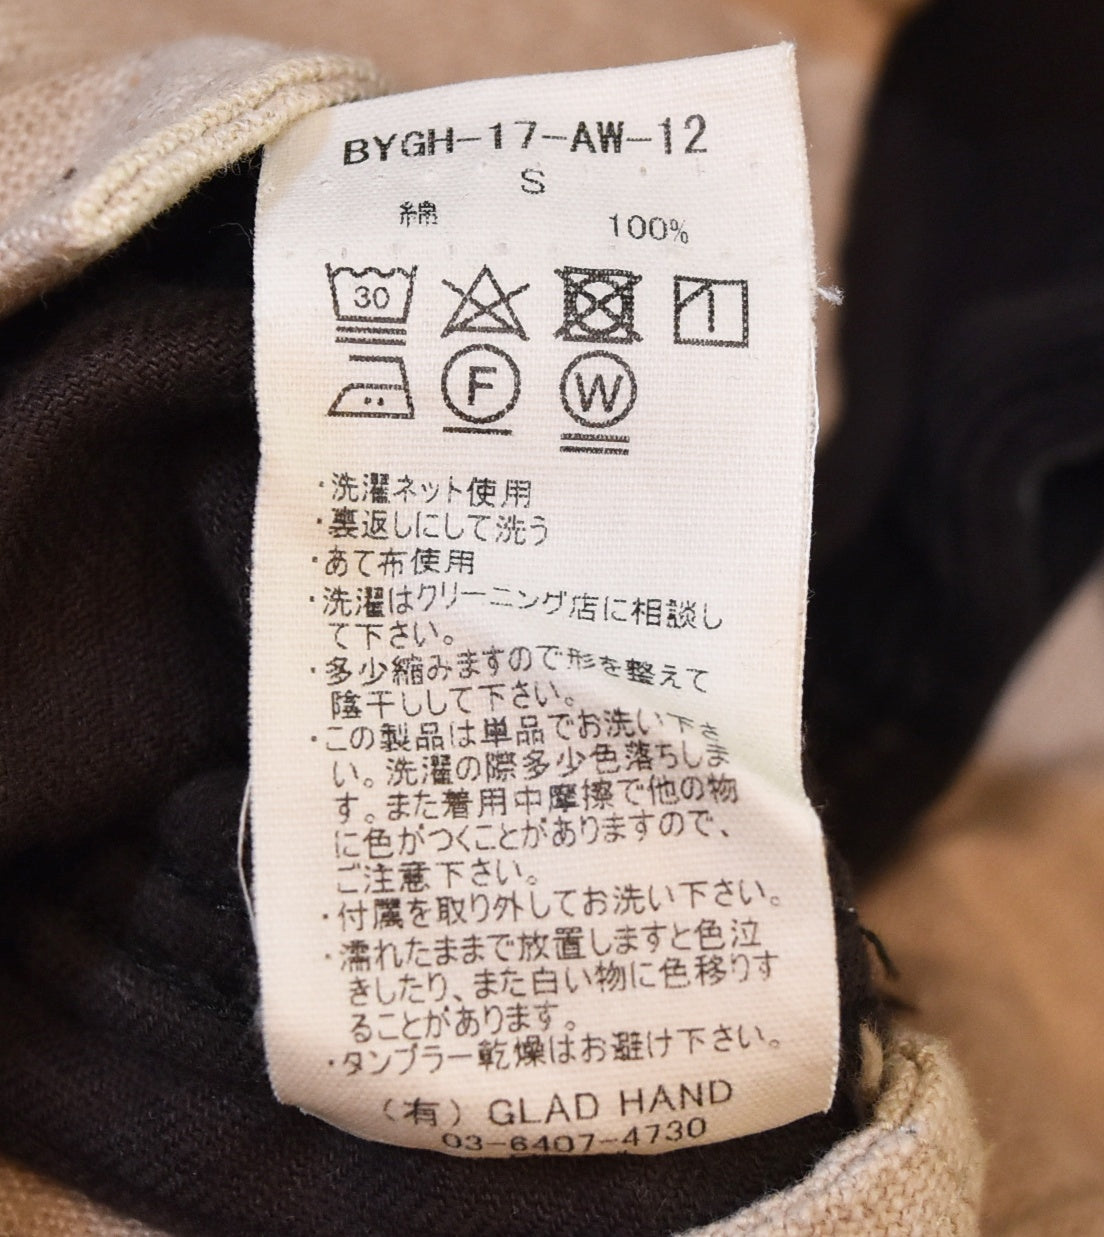 BYGH-17-AW-12
S
綿 100%
30
F W
・洗濯ネット使用
・裏返しにして洗う
・あて布使用
・洗濯はクリーニング店に相談し
て下さい。
・多少縮みますので形を整えて
陰干しして下さい。
・この製品は単品でお洗い下さ
い。洗濯の際多少色落ちしま
す。また着用中摩擦で他の物
に色がつくことがありますので、
ご注意下さい。
・付属を取り外してお洗い下さい。
・濡れたままで放置しますと色泣
きしたり、また白い物に色移りす
ることがあります。
・タンブラー乾燥はお避け下さい。
（有）GLAD HAND
03-6407-4730